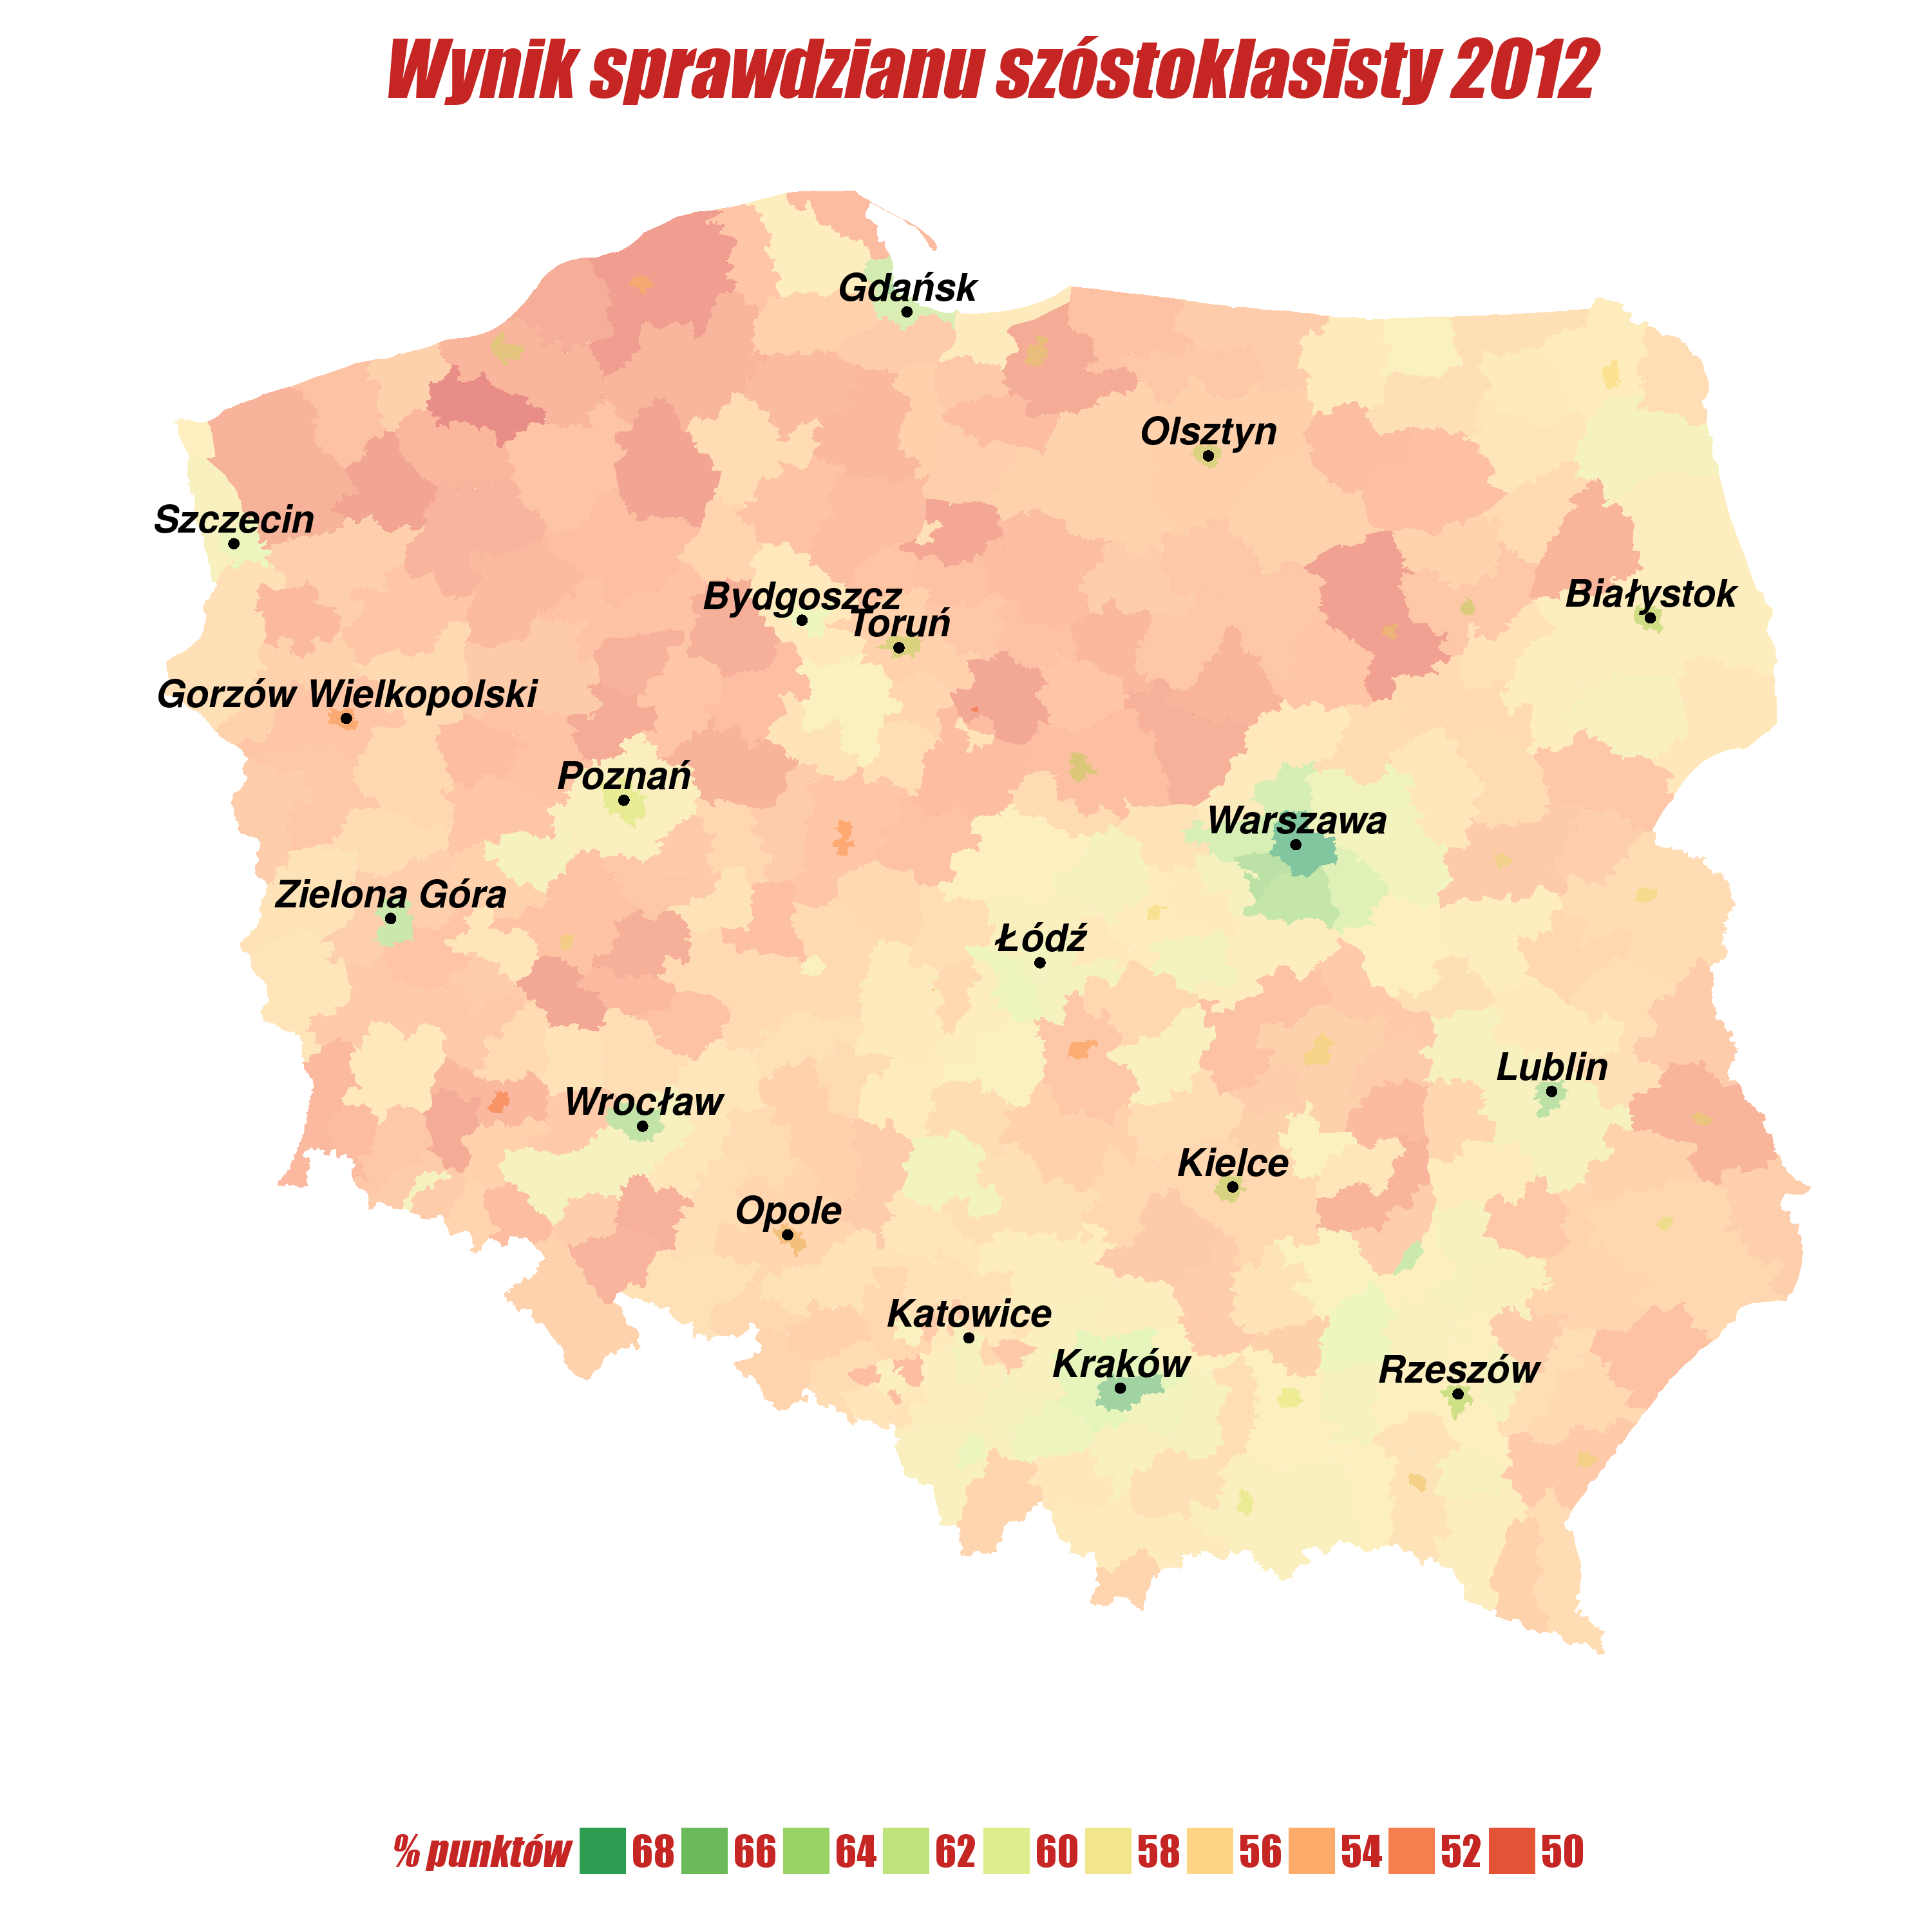 Wynik sprawdzianu szóstoklasisty 2012
Gdańsk
Olsztyn
Szczecin
Bydgoszcz
Białystok
Toruń
Gorzów Wielkopolski
Poznań
Warszawa
Zielona Góra
Łódź
Lublin
Wrocław
Kielce
Opole
Katowice
Kraków
Rzeszów
% punktów 68 66 64 62 60 58 56 54 52 50